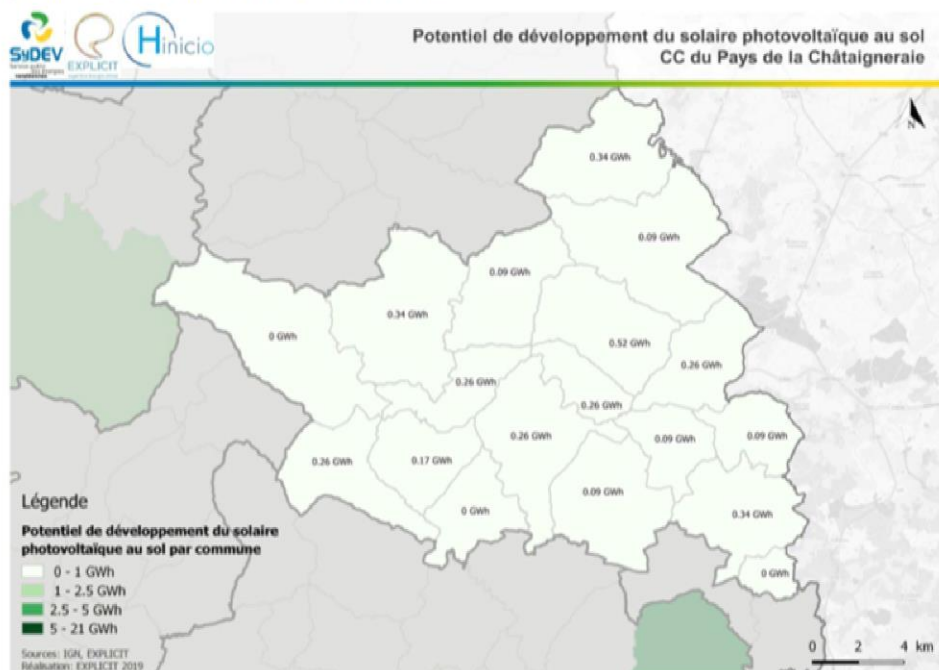 SyDEV
EXPLICIT
Hinicio
Potentiel de développement du solaire photovoltaïque au sol
CC du Pays de la Châtaigneraie
N
0.34 GWh
0.09 GWh
0.09 GWh
0 GWh
0.34 GWh
0.52 GWh
0.26 GWh
0.26 GWh
0.26 GWh
0.26 GWh
0.17 GWh
0.26 GWh
0.09 GWh
0.09 GWh
0 GWh
0.09 GWh
0.34 GWh
0 GWh
Légende
Potentiel de développement du solaire
photovoltaïque au sol par commune
0 - 1 GWh
1 - 2.5 GWh
2.5 - 5 GWh
5 - 21 GWh
Sources: IGN, EXPLICIT
Réalisation: EXPLICIT 2019
0 2 4 km